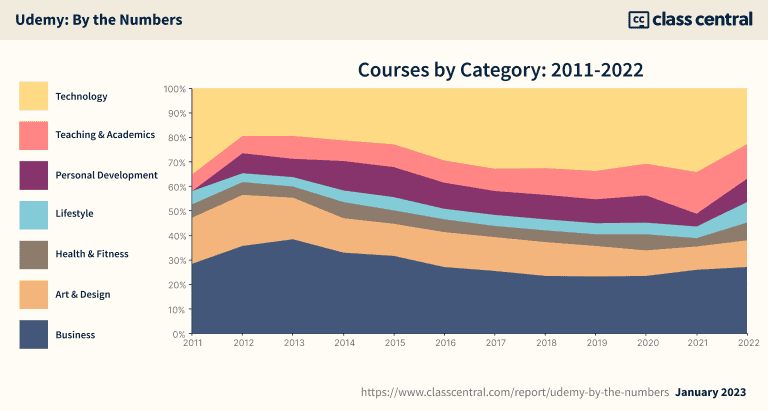 Udemy: By the Numbers
cc class central
Courses by Category: 2011-2022
Technology
Teaching & Academics
Personal Development
Lifestyle
Health & Fitness
Art & Design
Business
100%
90%
80%
70%
60%
50%
40%
30%
20%
10%
0%
2011 2012 2013 2014 2015 2016 2017 2018 2019 2020 2021 2022
https://www.classcentral.com/report/udemy-by-the-numbers January 2023